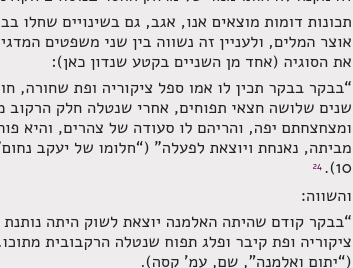 תכונות דומות מוצאים אנו, אגב, גם בשינויים שחלו בב
אוצר המלים, ולעניין זה נשווה בין שני משפטים המדגי
את הסוגיה (אחד מן השניים בקטע שנדון כאן):
"בבקר בבקר תכין לו אמו ספל ציקוריה ופת שחורה, חו
שנים שלושה חצאי תפוחים, אחרי שנטלה חלק הרקוב מ
ומצחצחתם יפה, והריהם לו סעודה של צהרים, והיא פור
מביתה, נאנחת ויוצאת לפעלה" ("חלומו של יעקב נחום"
10). 24
והשווה:
"בבקר קודם שהיתה האלמנה יוצאת לשוק היתה נותנת
ציקוריה ופת קיבר ופלג תפוח שנטלה הרקבובית מתוכו.
("יתום ואלמנה", שם, עמ' קסה).